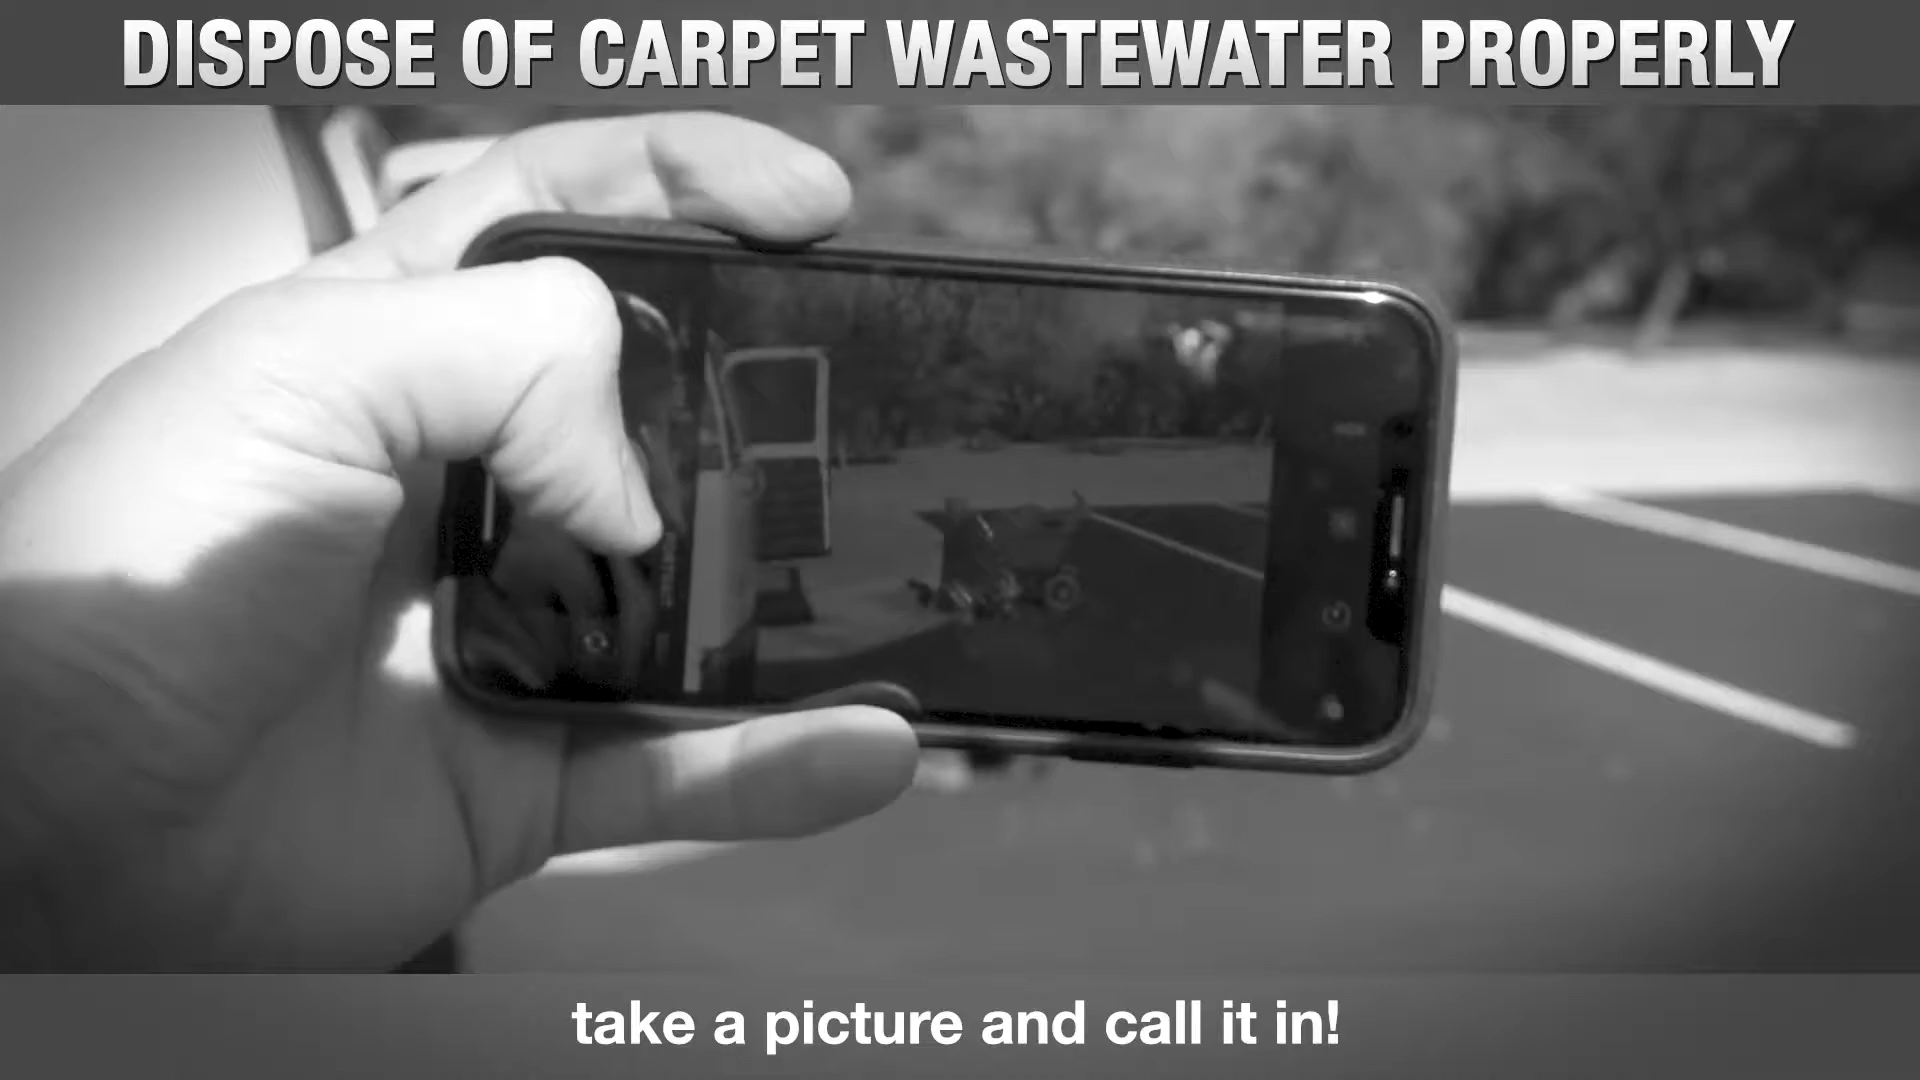 DISPOSE OF CARPET WASTEWATER PROPERLY
take a picture and call it in!